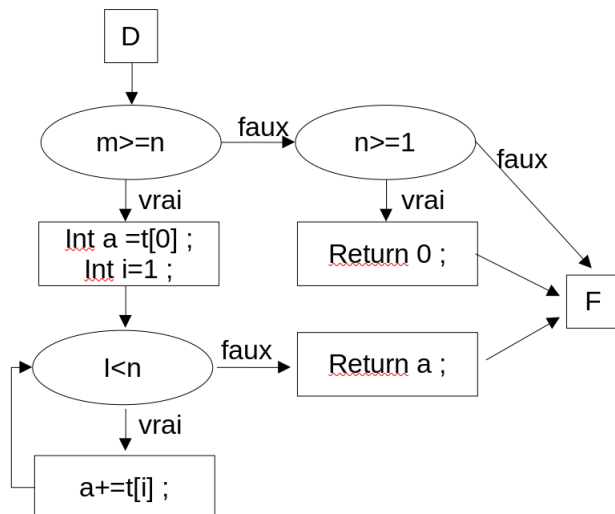 D
m>=n
faux
n>=1
faux
vrai
vrai
Int a =t[0] ;
Int i=1 ;
Return 0 ;
F
I<n
faux
Return a ;
vrai
a+=t[i] ;